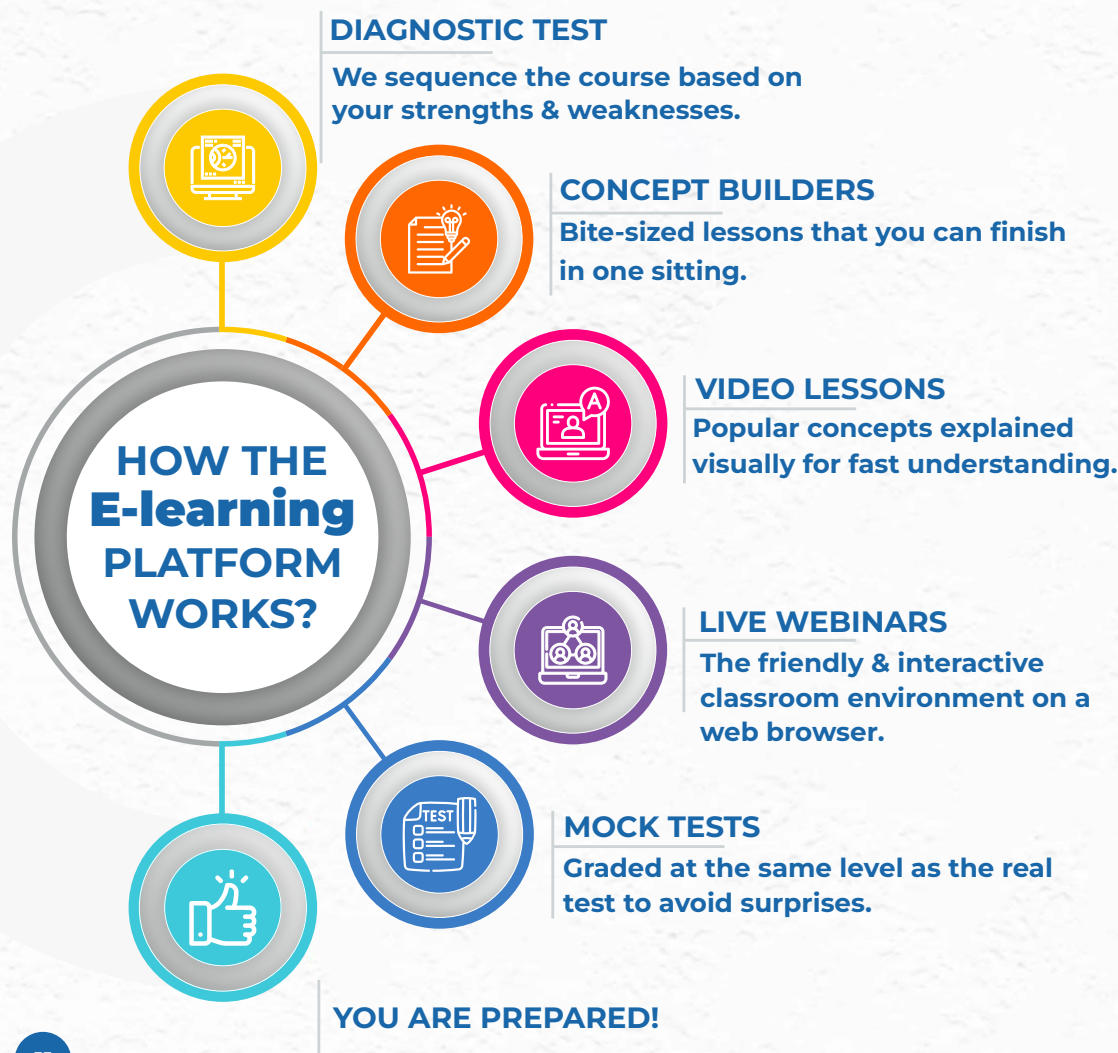 DIAGNOSTIC TEST
We sequence the course based on
your strengths & weaknesses.
CONCEPT BUILDERS
Bite-sized lessons that you can finish
in one sitting.
VIDEO LESSONS
Popular concepts explained
visually for fast understanding.
HOW THE
E-learning
PLATFORM
WORKS?
LIVE WEBINARS
The friendly & interactive
classroom environment on a
web browser.
MOCK TESTS
Graded at the same level as the real
test to avoid surprises.
YOU ARE PREPARED!
A
TEST